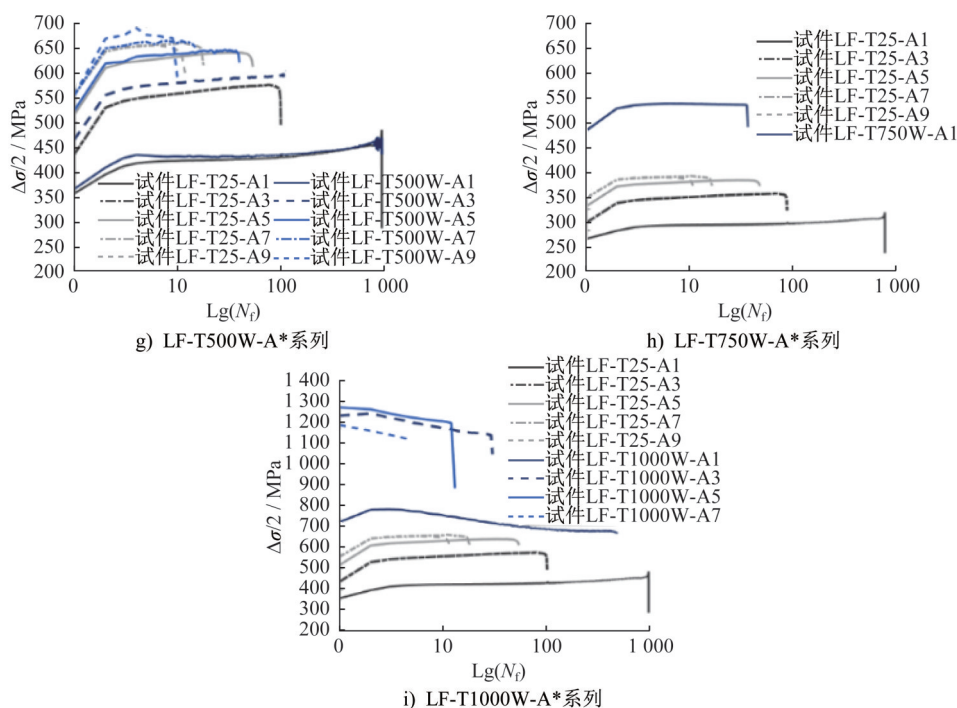 700
650
600
550
500
450
400
350
300
250
200
Δσ/2 / MPa
试件LF-T25-A1 试件LF-T500W-A1
试件LF-T25-A3 试件LF-T500W-A3
试件LF-T25-A5 试件LF-T500W-A5
试件LF-T25-A7 试件LF-T500W-A7
试件LF-T25-A9 试件LF-T500W-A9
0 10 100 1 000
Lg(Nf)
g) LF-T500W-A*系列
700
650
600
550
500
450
400
350
300
250
200
Δσ/2 / MPa
试件LF-T25-A1
试件LF-T25-A3
试件LF-T25-A5
试件LF-T25-A7
试件LF-T25-A9
试件LF-T750W-A1
0 10 100 1 000
Lg(Nf)
h) LF-T750W-A*系列
1 400
1 300
1 200
1 100
1 000
900
800
700
600
500
400
300
200
Δσ/2 / MPa
试件LF-T25-A1
试件LF-T25-A3
试件LF-T25-A5
试件LF-T25-A7
试件LF-T25-A9
试件LF-T1000W-A1
试件LF-T1000W-A3
试件LF-T1000W-A5
试件LF-T1000W-A7
0 10 100 1 000
Lg(Nf)
i) LF-T1000W-A*系列